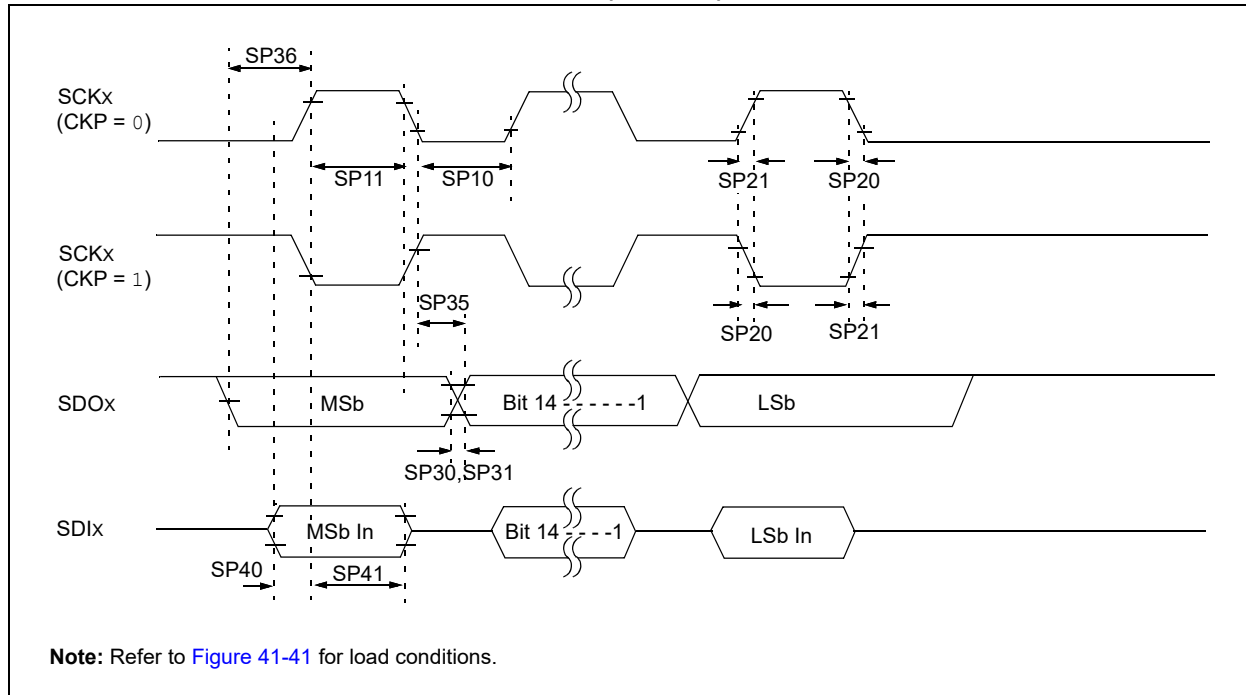 SP36
SCKx
(CKP = 0)
SP11
SP10
SP21
SP20
SCKx
(CKP = 1)
SP35
SP20
SP21
SDOx
MSb
Bit 14 - - - - - -1
LSb
SP30,SP31
SDIx
MSb In
Bit 14 - - - -1
LSb In
SP40
SP41
Note: Refer to Figure 41-41 for load conditions.